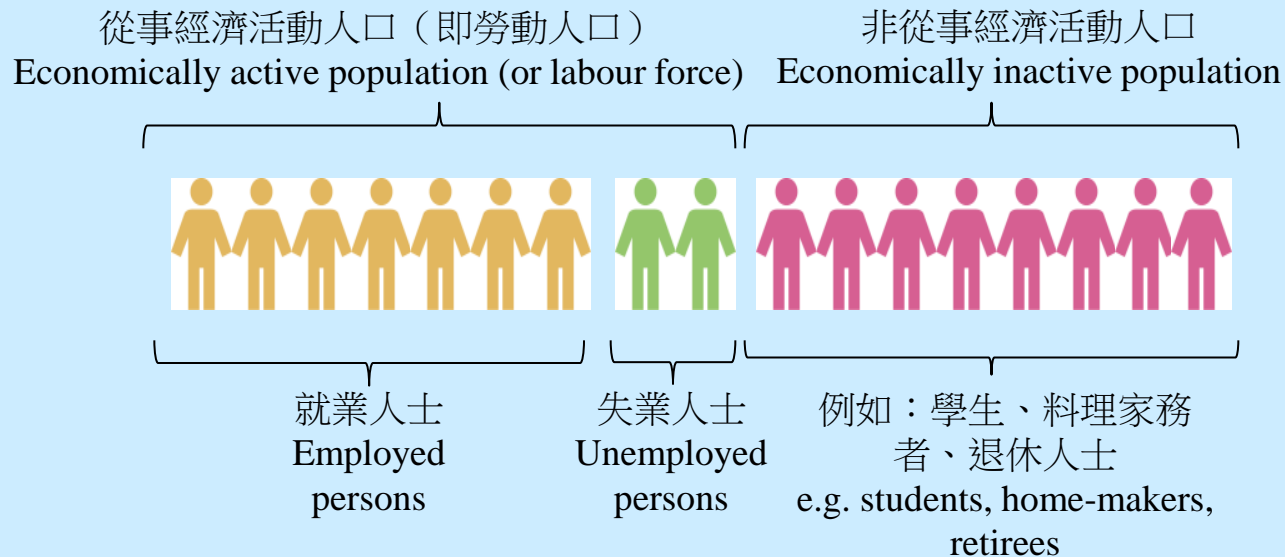 從事經濟活動人口（即勞動人口）
Economically active population (or labour force)
非從事經濟活動人口
Economically inactive population
就業人士
Employed
persons
失業人士
Unemployed
persons
例如：學生、料理家務
者、退休人士
e.g. students, home-makers,
retirees